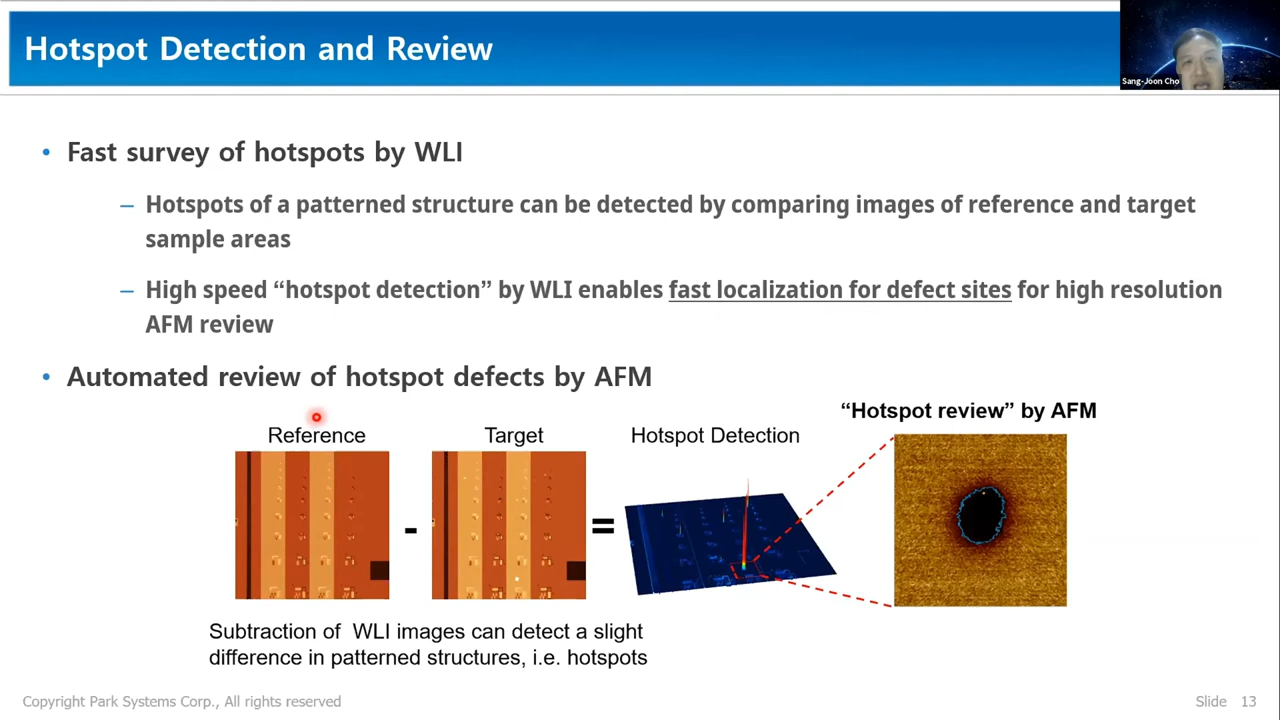 Hotspot Detection and Review
Sang-Joon Cho
• Fast survey of hotspots by WLI
– Hotspots of a patterned structure can be detected by comparing images of reference and target
sample areas
– High speed “hotspot detection” by WLI enables fast localization for defect sites for high resolution
AFM review
• Automated review of hotspot defects by AFM
“Hotspot review” by AFM
Reference
Target
Hotspot Detection
-
=
Subtraction of WLI images can detect a slight
difference in patterned structures, i.e. hotspots
Copyright Park Systems Corp., All rights reserved
Slide 13